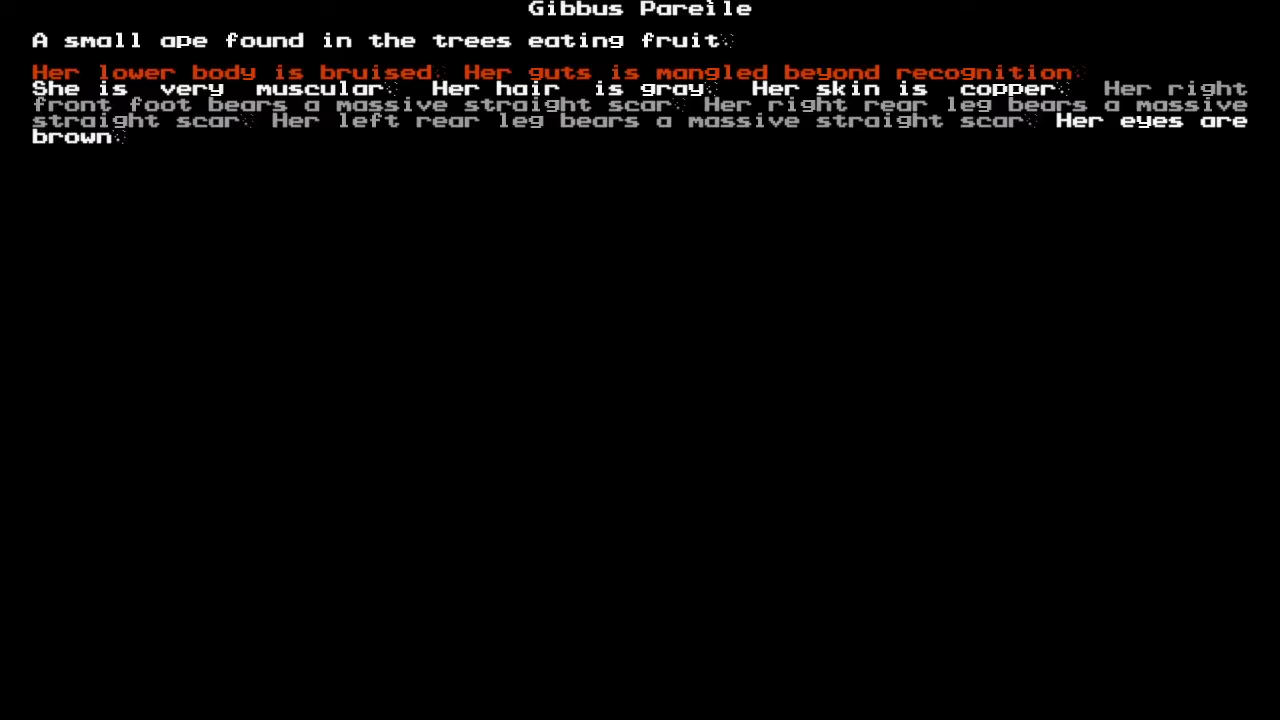 Gibbus Pareìle
A small ape found in the trees eating fruit.
Her lower body is bruised. Her guts is mangled beyond recognition.
She is very muscular. Her hair is gray. Her skin is copper. Her right
front foot bears a massive straight scar. Her right rear leg bears a massive
straight scar. Her left rear leg bears a massive straight scar. Her eyes are
brown.